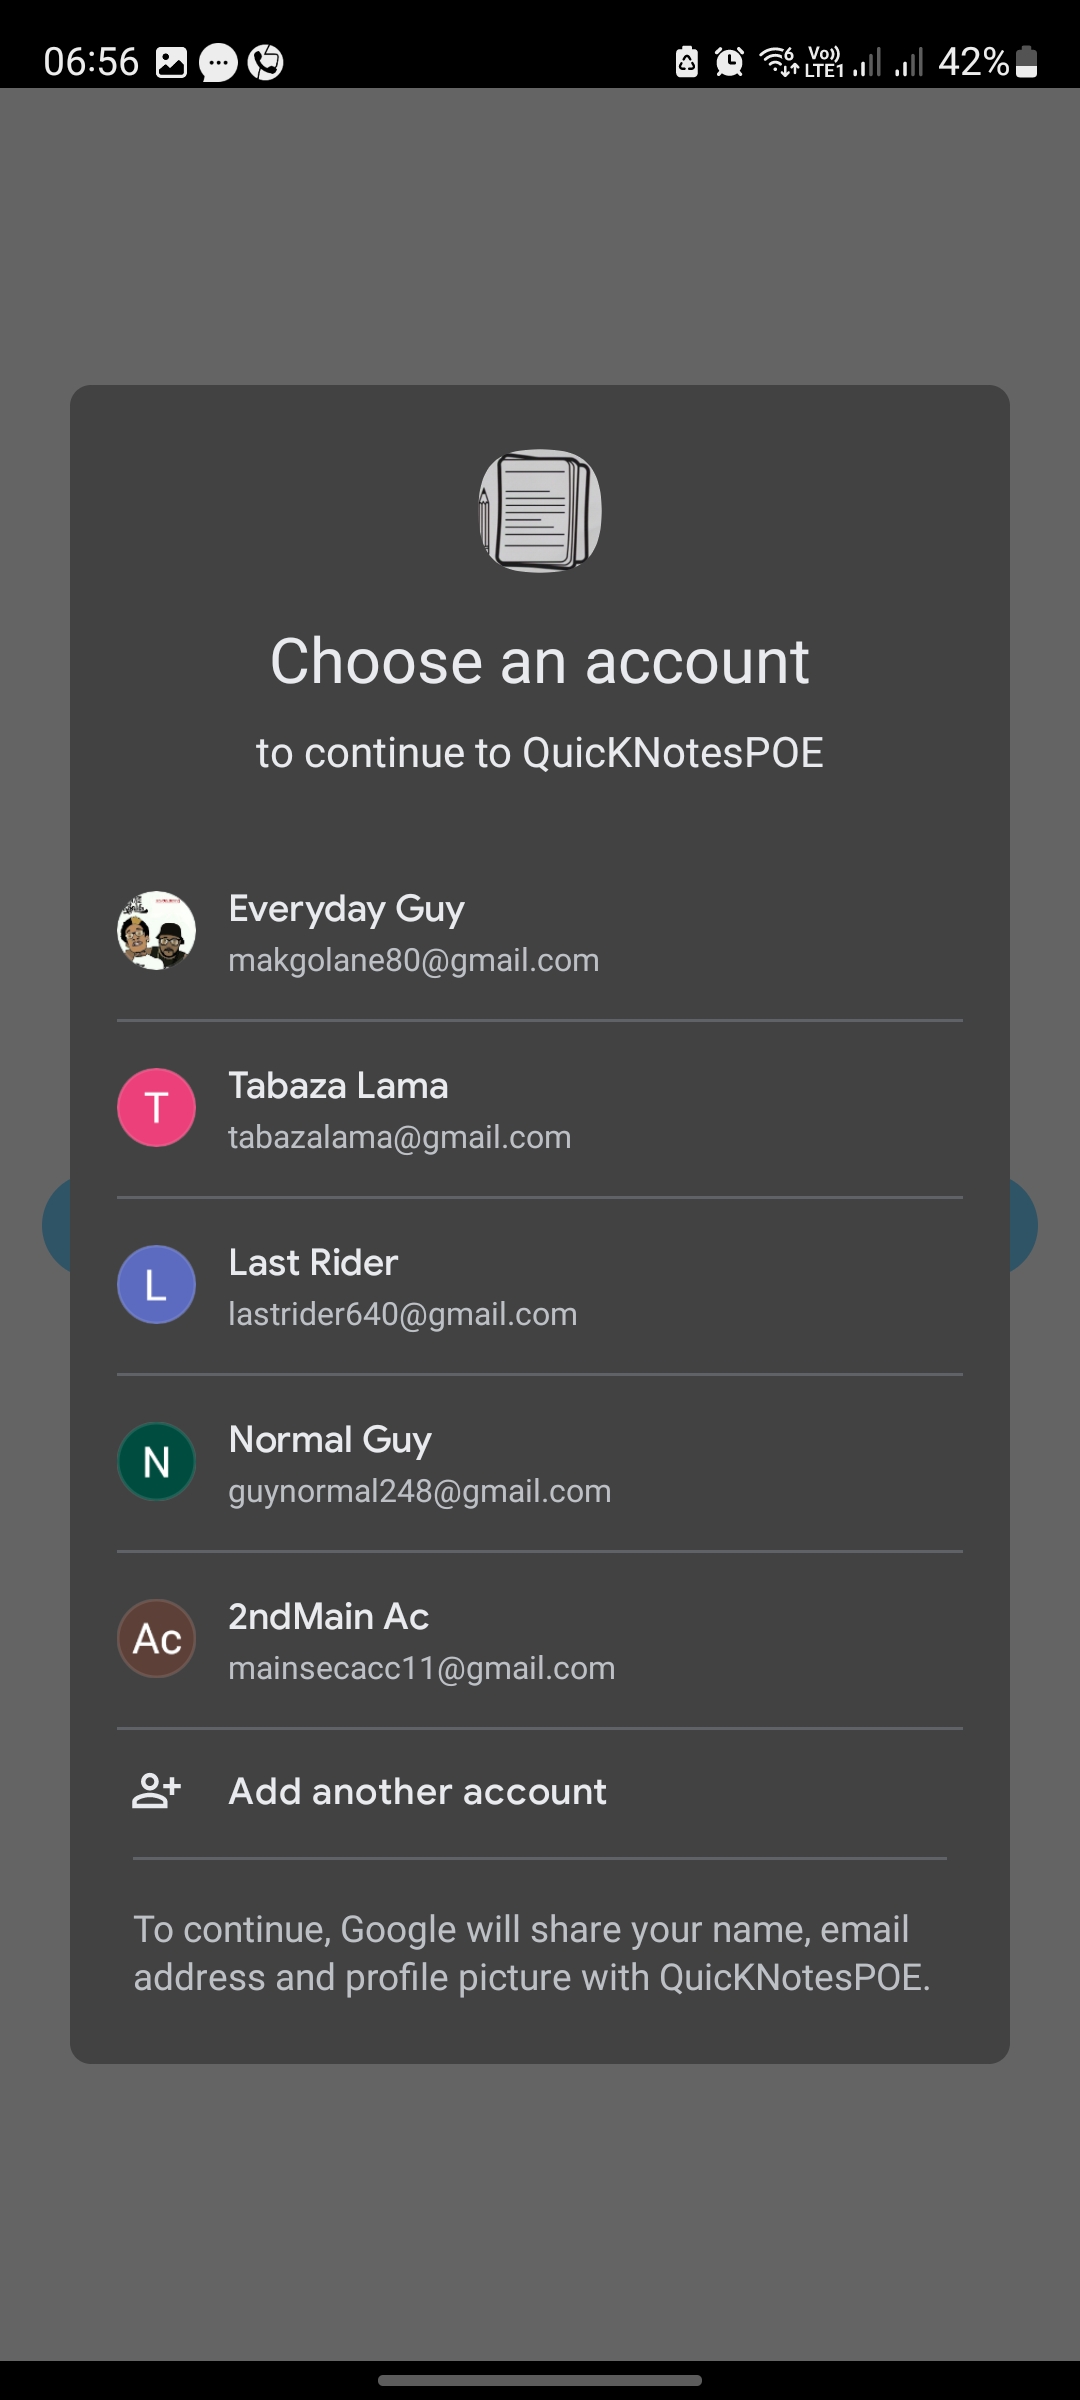 06:56
Vo)) LTE1 42%
Choose an account
to continue to QuicKNotesPOE
Everyday Guy
makgolane80@gmail.com
T
Tabaza Lama
tabazalama@gmail.com
L
Last Rider
lastrider640@gmail.com
N
Normal Guy
guynormal248@gmail.com
Ac
2ndMain Ac
mainsecacc11@gmail.com
Add another account
To continue, Google will share your name, email
address and profile picture with QuicKNotesPOE.